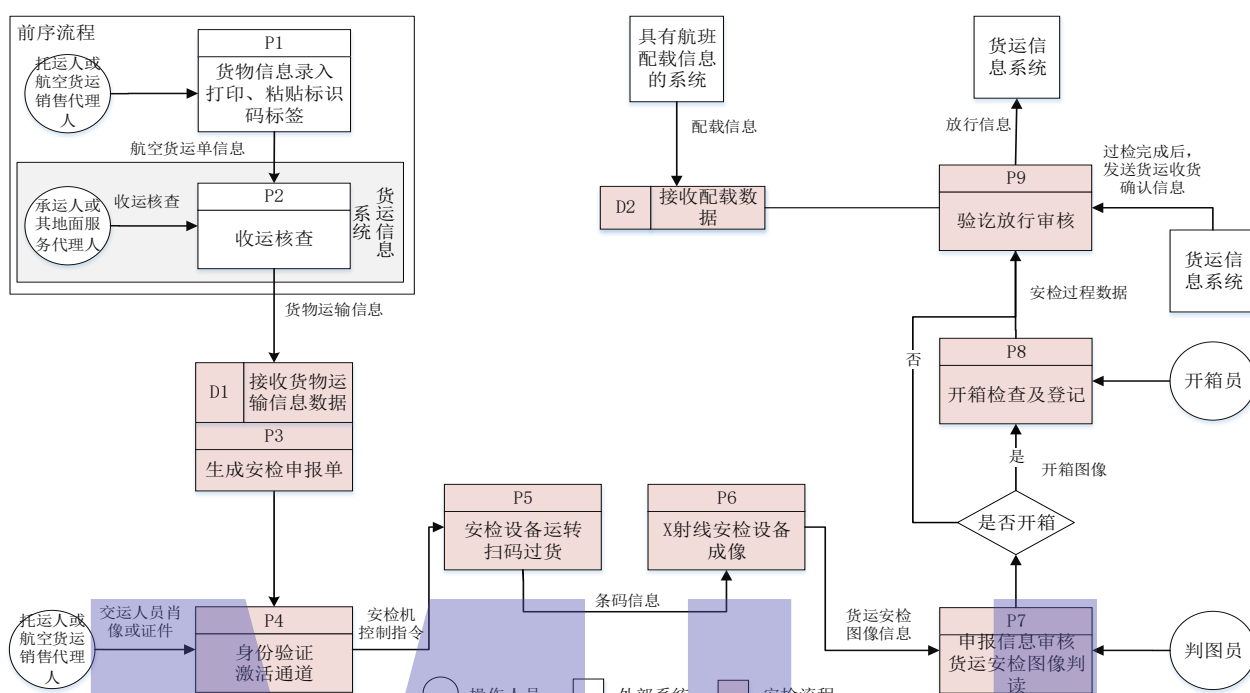 前序流程
托运人或
航空货运
销售代理
人
P1
货物信息录入
打印、粘贴标识
码标签
航空货运单信息
承运人或
其地面服
务代理人
收运核查
P2
收运核查
货运信息
系统
货物运输信息
D1
接收货物运
输信息数据
P3
生成安检申报单
托运人或
航空货运
销售代理
人
交运人员肖
像或证件
P4
身份验证
激活通道
安检机
控制指令
P5
安检设备运转
扫码过货
条码信息
P6
X射线安检设备
成像
货运安检
图像信息
P7
申报信息审核
货运安检图像判
读
判图员
是否开箱
是
否
开箱图像
P8
开箱检查及登记
开箱员
安检过程数据
具有航班
配载信息
的系统
配载信息
D2
接收配载数
据
P9
验讫放行审核
放行信息
货运信
息系统
过检完成后，
发送货运收货
确认信息
货运信
息系统
操作人员
外部系统
安检流程